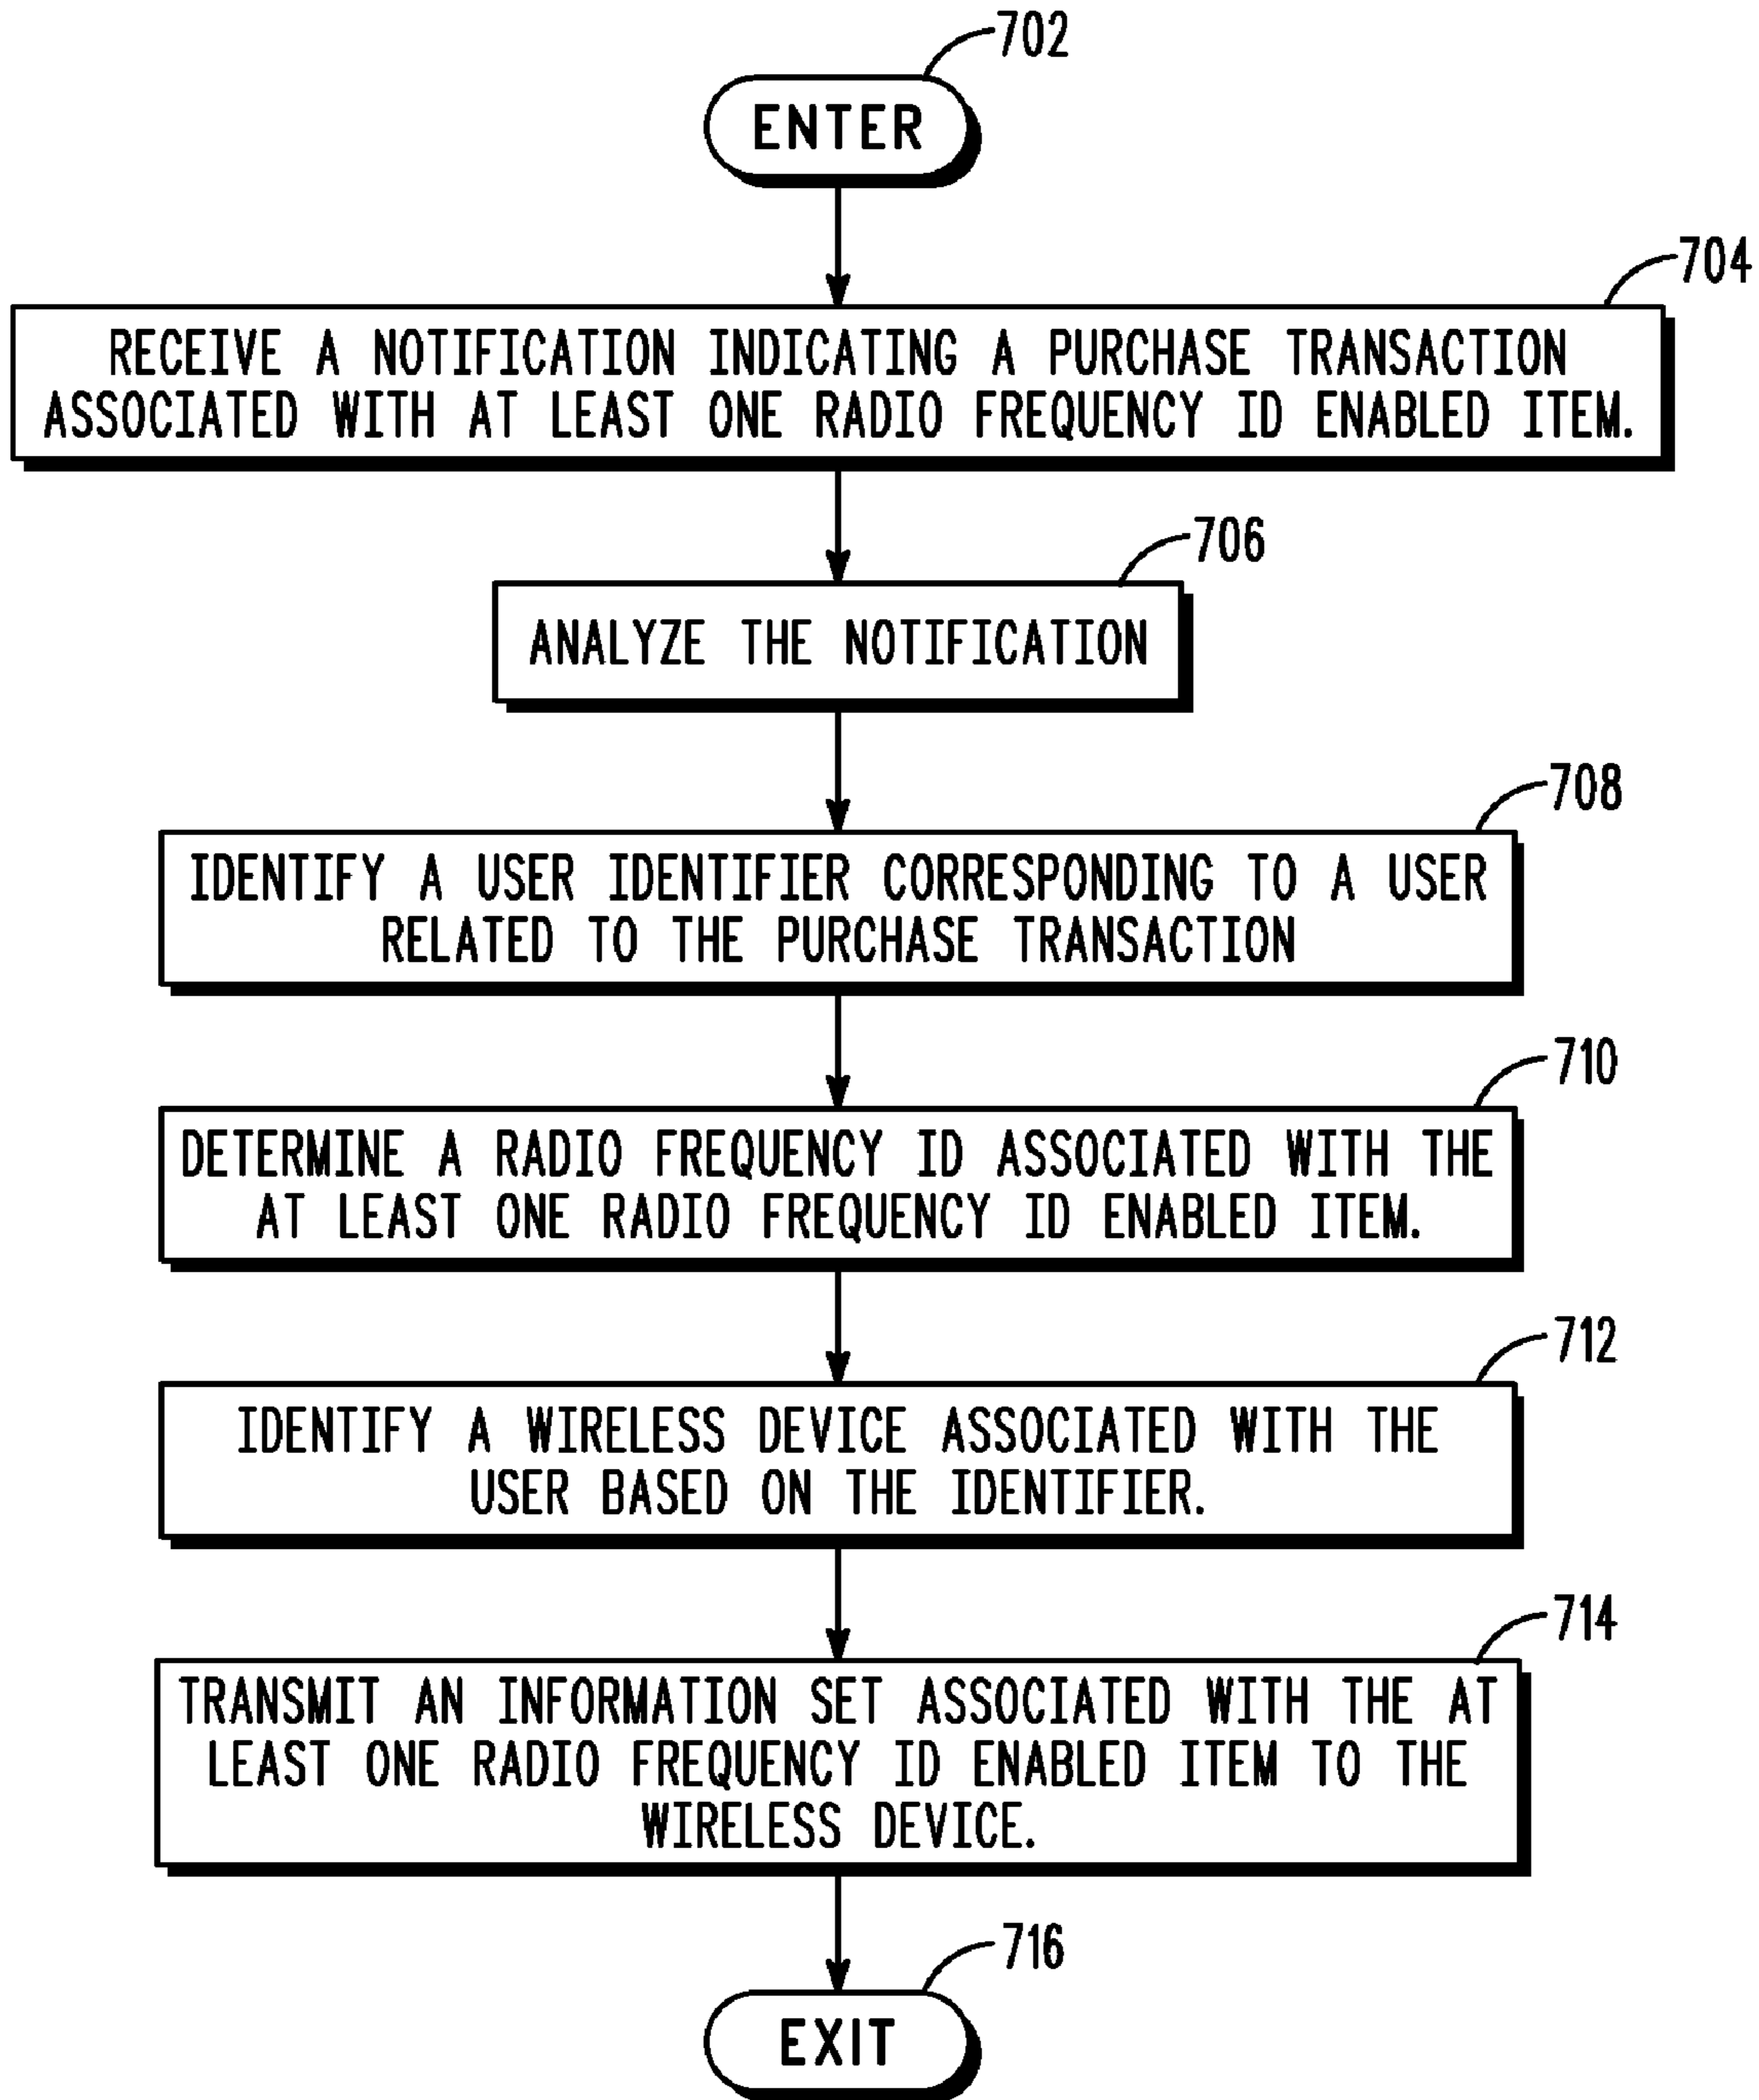 702
ENTER
704
RECEIVE A NOTIFICATION INDICATING A PURCHASE TRANSACTION
ASSOCIATED WITH AT LEAST ONE RADIO FREQUENCY ID ENABLED ITEM.
706
ANALYZE THE NOTIFICATION
708
IDENTIFY A USER IDENTIFIER CORRESPONDING TO A USER
RELATED TO THE PURCHASE TRANSACTION
710
DETERMINE A RADIO FREQUENCY ID ASSOCIATED WITH THE
AT LEAST ONE RADIO FREQUENCY ID ENABLED ITEM.
712
IDENTIFY A WIRELESS DEVICE ASSOCIATED WITH THE
USER BASED ON THE IDENTIFIER.
714
TRANSMIT AN INFORMATION SET ASSOCIATED WITH THE AT
LEAST ONE RADIO FREQUENCY ID ENABLED ITEM TO THE
WIRELESS DEVICE.
716
EXIT